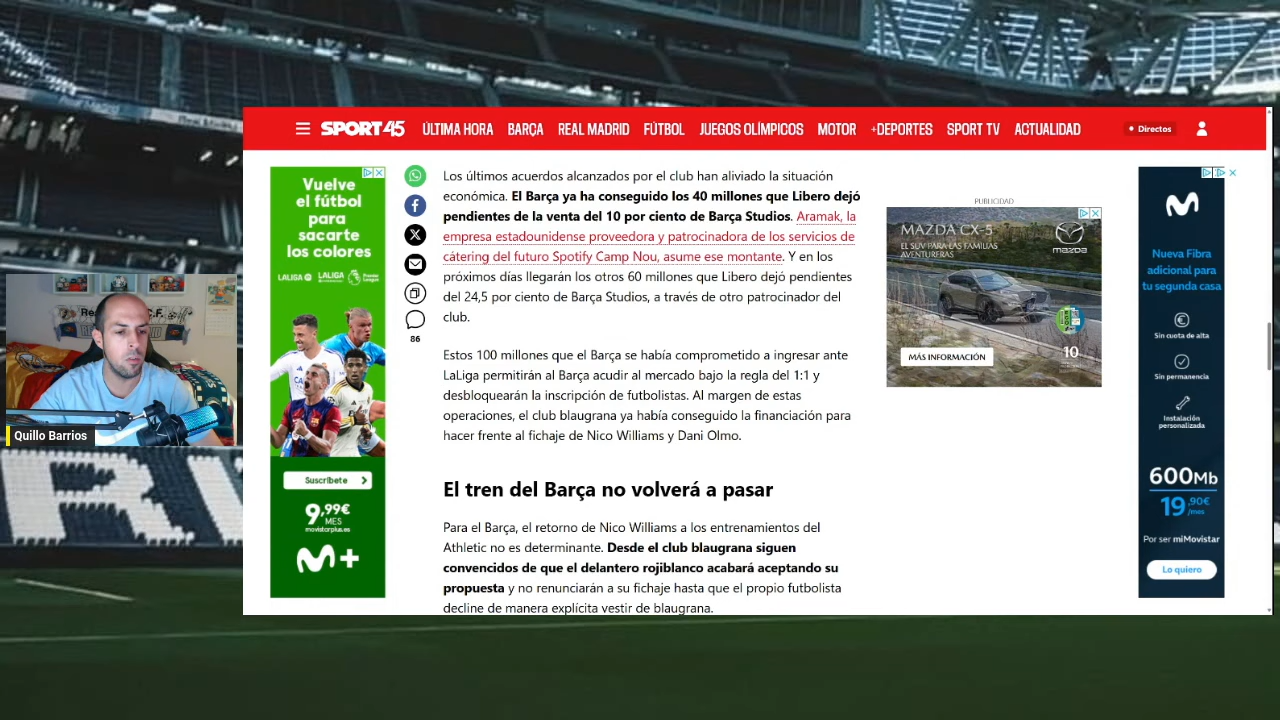 SPORT 45
ÚLTIMA HORA
BARÇA
REAL MADRID
FÚTBOL
JUEGOS OLÍMPICOS
MOTOR
+DEPORTES
SPORT TV
ACTUALIDAD
Directos
Vuelve
el fútbol
para
sacarte
los colores
LALIGA
LALIGA
Suscríbete
9,99€
MES
movistarplus.es
M+
86
Los últimos acuerdos alcanzados por el club han aliviado la situación
económica. El Barça ya ha conseguido los 40 millones que Libero dejó
pendientes de la venta del 10 por ciento de Barça Studios. Aramak, la
empresa estadounidense proveedora y patrocinadora de los servicios de
cátering del futuro Spotify Camp Nou, asume ese montante. Y en los
próximos días llegarán los otros 60 millones que Libero dejó pendientes
del 24,5 por ciento de Barça Studios, a través de otro patrocinador del
club.
Estos 100 millones que el Barça se había comprometido a ingresar ante
LaLiga permitirán al Barça acudir al mercado bajo la regla del 1:1 y
desbloquearán la inscripción de futbolistas. Al margen de estas
operaciones, el club blaugrana ya había conseguido la financiación para
hacer frente al fichaje de Nico Williams y Dani Olmo.
El tren del Barça no volverá a pasar
Para el Barça, el retorno de Nico Williams a los entrenamientos del
Athletic no es determinante. Desde el club blaugrana siguen
convencidos de que el delantero rojiblanco acabará aceptando su
propuesta y no renunciarán a su fichaje hasta que el propio futbolista
decline de manera explícita vestir de blaugrana.
PUBLICIDAD
MAZDA CX-5
EL SUV PARA LAS FAMILIAS
AVENTURERAS
mazda
MÁS INFORMACIÓN
10
Nueva Fibra
adicional para
tu segunda casa
Sin cuota de alta
Sin permanencia
Instalación
personalizada
600Mb
19,90€
/mes
Por ser miMovistar
Lo quiero
Quillo Barrios